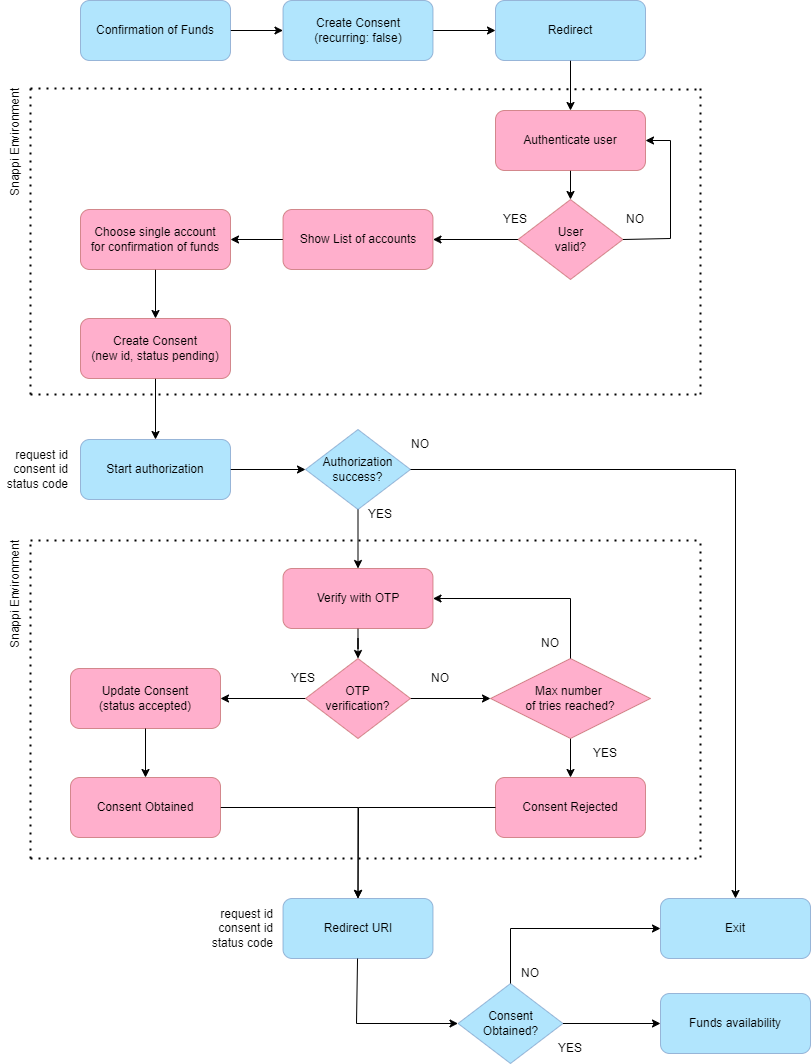 Confirmation of Funds
Create Consent
(recurring: false)
Redirect
Snappi Environment
Authenticate user
User
valid?
YES
NO
Show List of accounts
Choose single account
for confirmation of funds
Create Consent
(new id, status pending)
request id
consent id
status code
Start authorization
Authorization
success?
NO
YES
Snappi Environment
Verify with OTP
OTP
verification?
YES
NO
Max number
of tries reached?
NO
YES
Update Consent
(status accepted)
Consent Obtained
Consent Rejected
request id
consent id
status code
Redirect URI
Exit
Consent
Obtained?
NO
YES
Funds availability